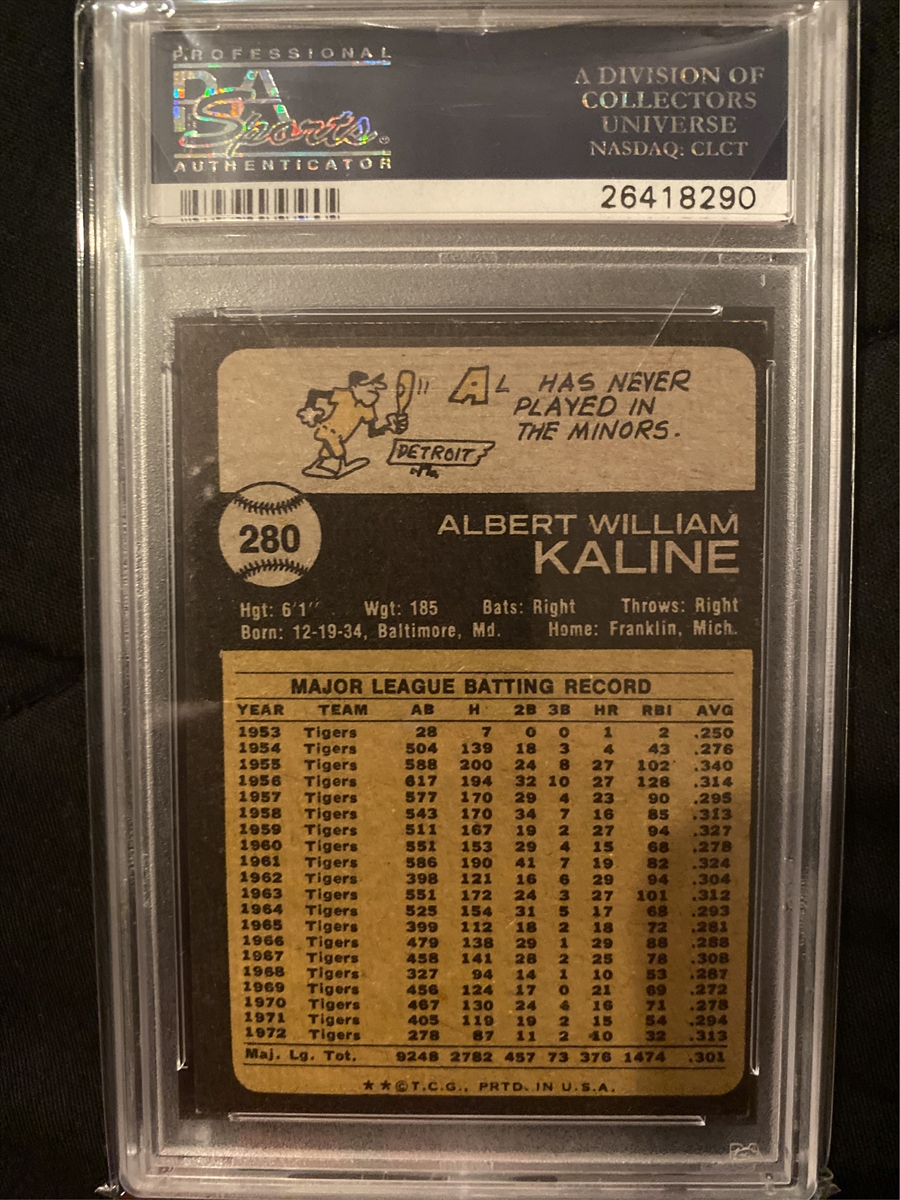 PROFESSIONAL
PSA
Sports.
AUTHENTICATOR
A DIVISION OF
COLLECTORS
UNIVERSE
NASDAQ: CLCT
26418290
AL HAS NEVER
PLAYED IN
THE MINORS.
DETROIT
280
ALBERT WILLIAM
KALINE
Hgt: 6'1" Wgt: 185 Bats: Right Throws: Right
Born: 12-19-34, Baltimore, Md. Home: Franklin, Mich.
MAJOR LEAGUE BATTING RECORD
YEAR TEAM AB H 2B 3B HR RBI AVG
1953 Tigers 28 7 0 0 1 2 .250
1954 Tigers 504 139 18 3 4 43 .276
1955 Tigers 588 200 24 8 27 102 .340
1956 Tigers 617 194 32 10 27 128 .314
1957 Tigers 577 170 29 4 23 90 .295
1958 Tigers 543 170 34 7 16 85 .313
1959 Tigers 511 167 19 2 27 94 .327
1960 Tigers 551 153 29 4 15 68 .278
1961 Tigers 586 190 41 7 19 82 .324
1962 Tigers 398 121 16 6 29 94 .304
1963 Tigers 551 172 24 3 27 101 .312
1964 Tigers 525 154 31 5 17 68 .293
1965 Tigers 399 112 18 2 18 72 .281
1966 Tigers 479 138 29 1 29 88 .288
1967 Tigers 458 141 28 2 25 78 .308
1968 Tigers 327 94 14 1 10 53 .287
1969 Tigers 456 124 17 0 21 69 .272
1970 Tigers 467 130 24 4 16 71 .278
1971 Tigers 405 119 19 2 15 54 .294
1972 Tigers 278 87 11 2 10 32 .313
Maj. Lg. Tot. 9248 2782 457 73 376 1474 .301
★★©T.C.G., PRTD. IN U.S.A.
PSA